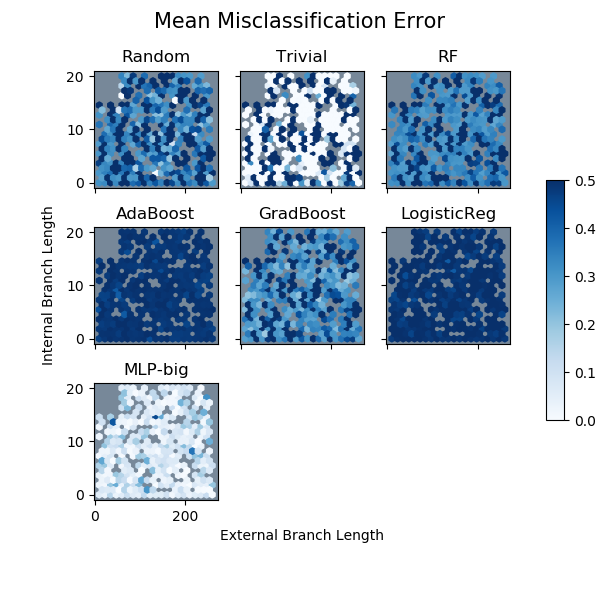 Mean Misclassification Error
Random
Trivial
RF
20
10
0
AdaBoost
GradBoost
LogisticReg
20
10
0
MLP-big
20
10
0
0
200
Internal Branch Length
External Branch Length
0.5
0.4
0.3
0.2
0.1
0.0